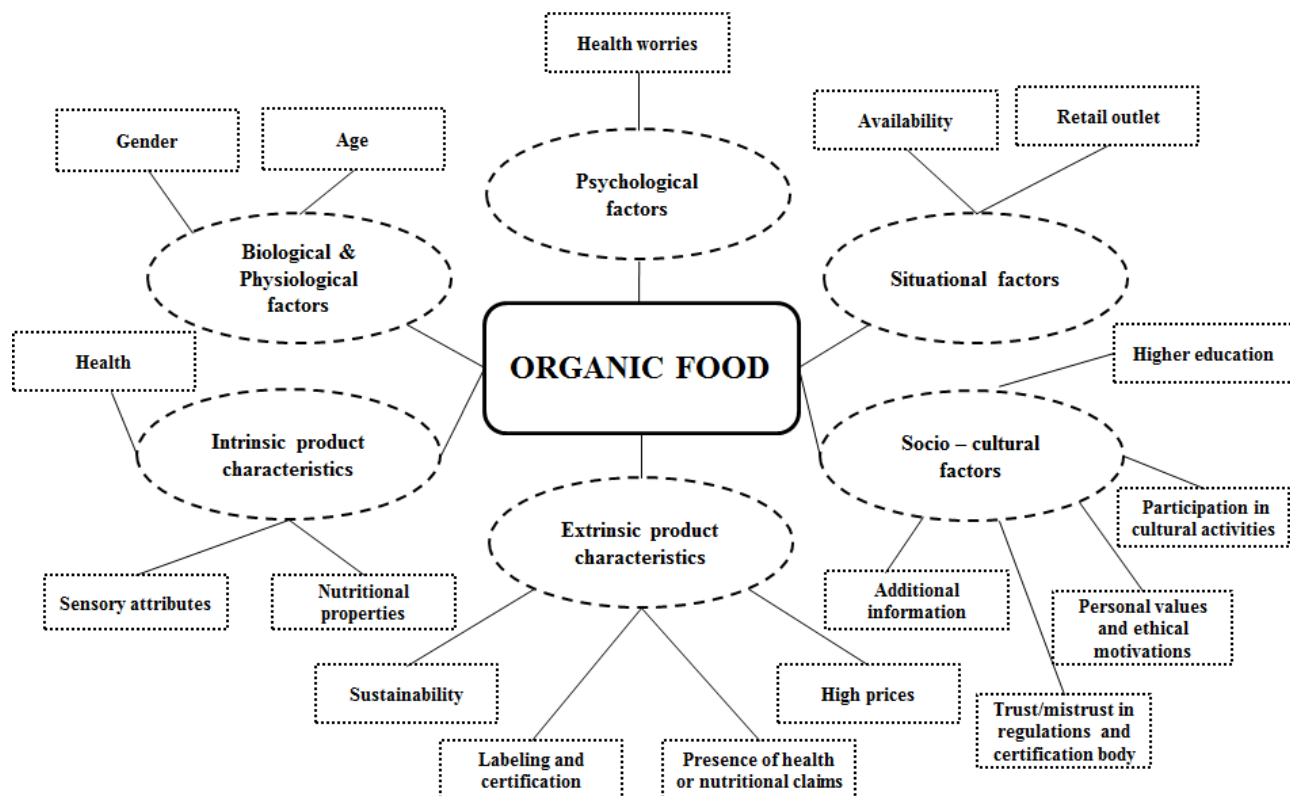 Health worries
Gender
Age
Availability
Retail outlet
Psychological
factors
Biological &
Physiological
factors
Situational factors
Health
ORGANIC FOOD
Higher education
Intrinsic product
characteristics
Socio – cultural
factors
Extrinsic product
characteristics
Participation in
cultural activities
Sensory attributes
Nutritional
properties
Additional
information
Personal values
and ethical
motivations
Sustainability
High prices
Labeling and
certification
Presence of health
or nutritional claims
Trust/mistrust in
regulations and
certification body